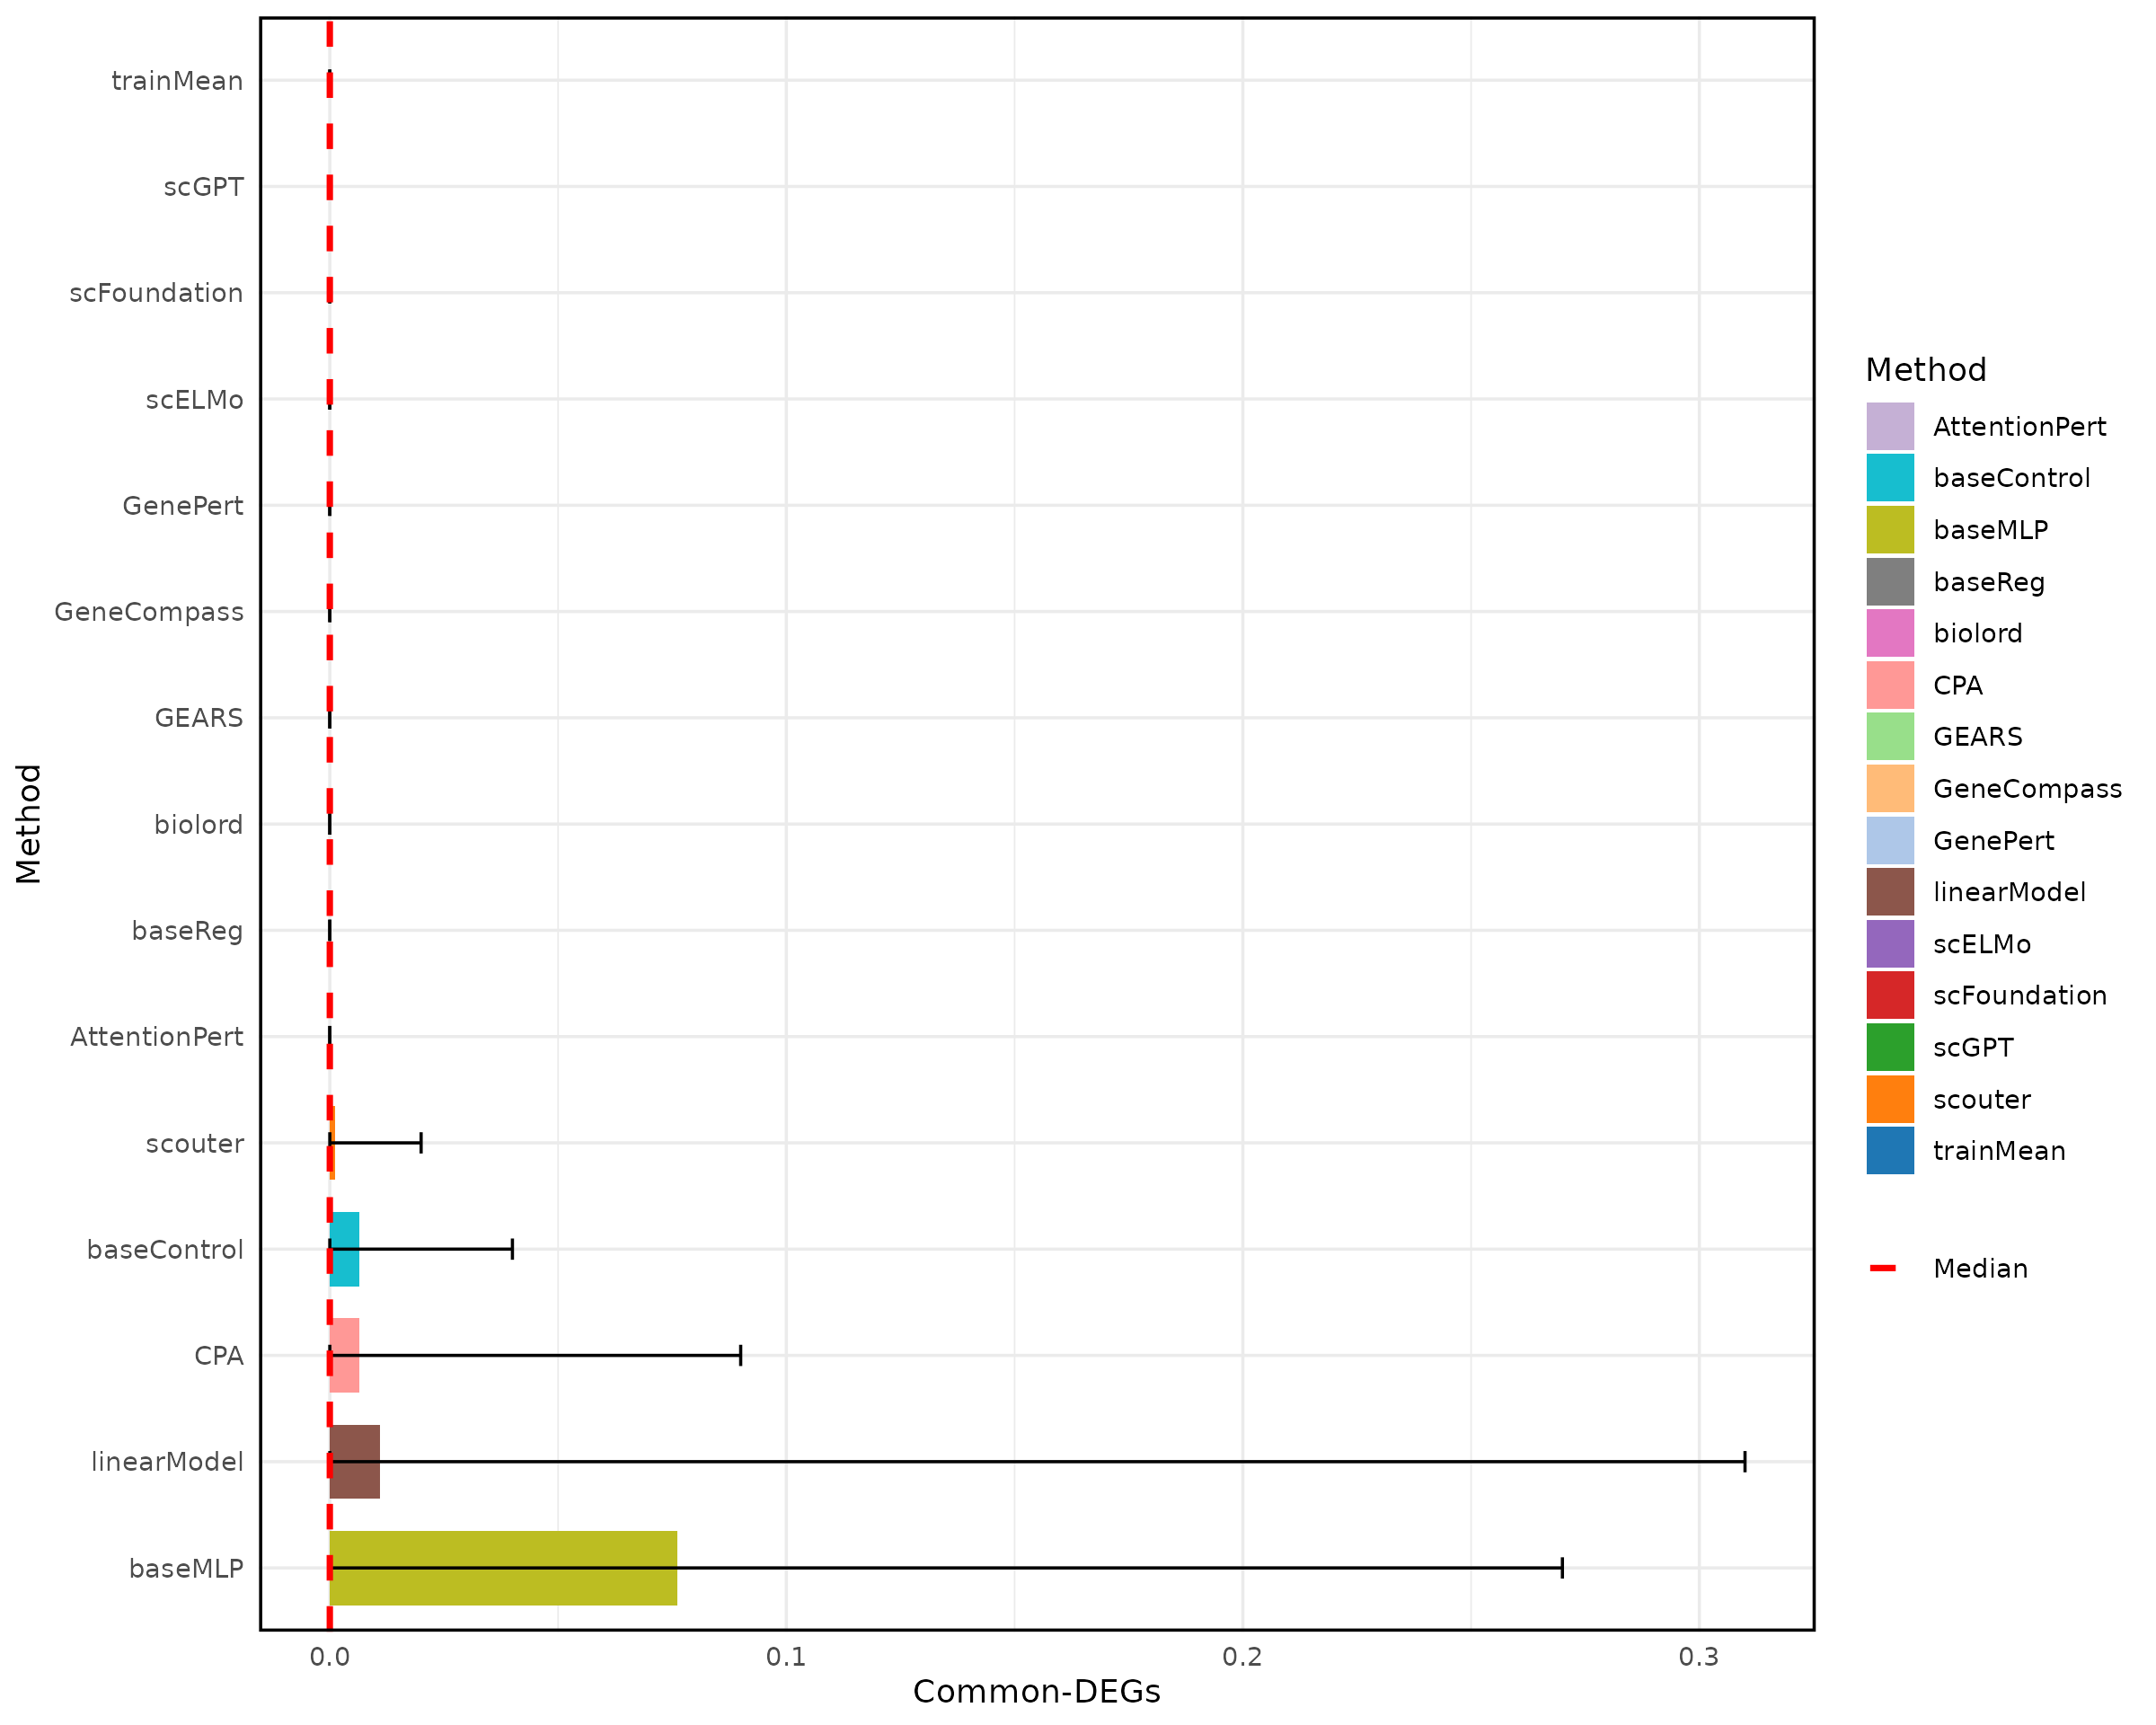 trainMean
scGPT
scFoundation
scELMo
GenePert
GeneCompass
GEARS
biolord
baseReg
AttentionPert
scouter
baseControl
CPA
linearModel
baseMLP
Method
0.0 0.1 0.2 0.3
Common-DEGs
Method
AttentionPert
baseControl
baseMLP
baseReg
biolord
CPA
GEARS
GeneCompass
GenePert
linearModel
scELMo
scFoundation
scGPT
scouter
trainMean
Median